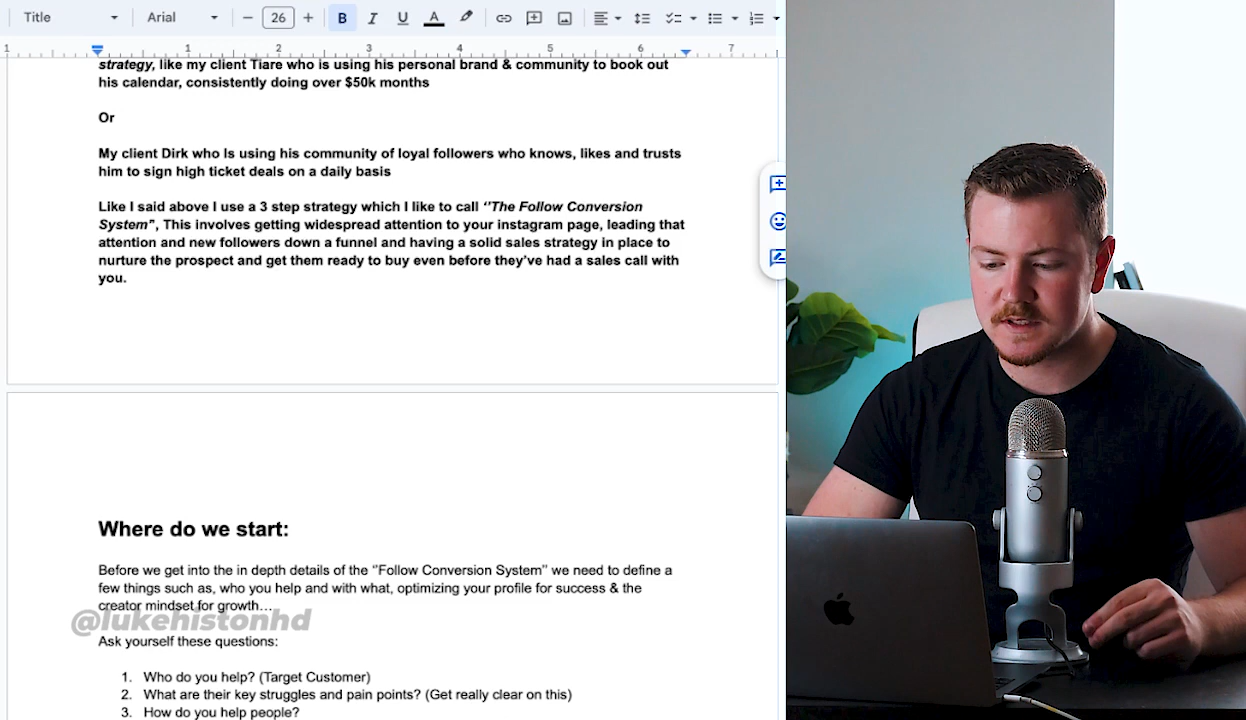 Title
Arial
26
B
I
U
A
1
1
2
3
4
5
6
7
strategy, like my client Tiare who is using his personal brand & community to book out
his calendar, consistently doing over $50k months
Or
My client Dirk who Is using his community of loyal followers who knows, likes and trusts
him to sign high ticket deals on a daily basis
Like I said above I use a 3 step strategy which I like to call ‘'The Follow Conversion
System”, This involves getting widespread attention to your instagram page, leading that
attention and new followers down a funnel and having a solid sales strategy in place to
nurture the prospect and get them ready to buy even before they’ve had a sales call with
you.
Where do we start:
Before we get into the in depth details of the “Follow Conversion System” we need to define a
few things such as, who you help and with what, optimizing your profile for success & the
creator mindset for growth…
@lukehistonhd
Ask yourself these questions:
1. Who do you help? (Target Customer)
2. What are their key struggles and pain points? (Get really clear on this)
3. How do you help people?